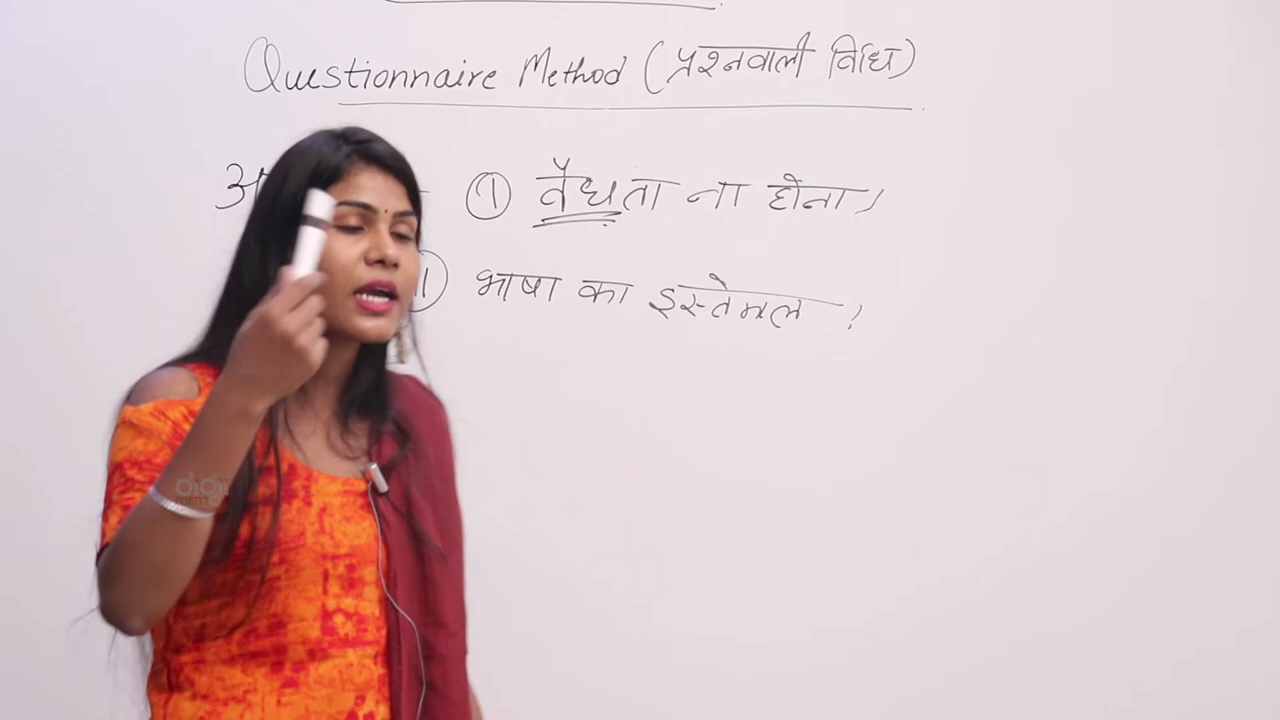 Questionnaire Method (प्रश्नवाली विधि)
अ - ① वैधता ना होना।
भाषा का इस्तेमल।